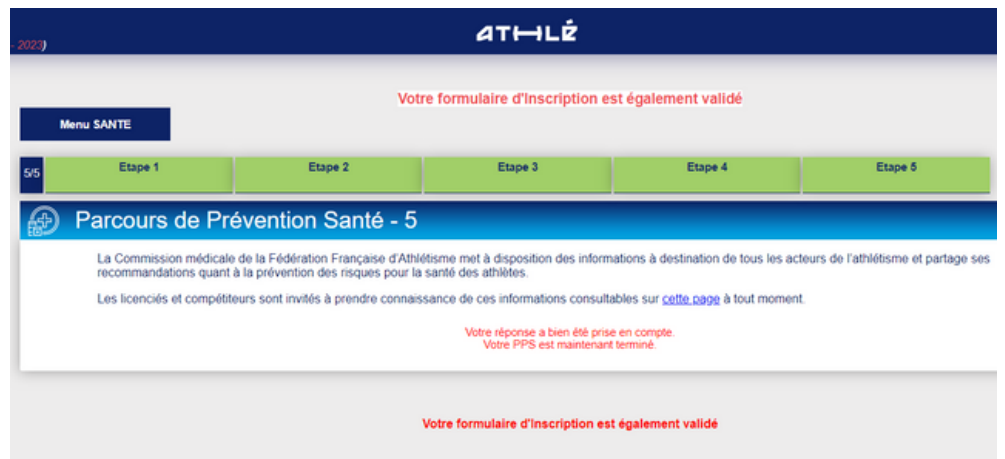 - 2023)
ATHLÉ
Votre formulaire d'Inscription est également validé
Menu SANTE
5/5
Etape 1
Etape 2
Etape 3
Etape 4
Etape 5
Parcours de Prévention Santé - 5
La Commission médicale de la Fédération Française d'Athlétisme met à disposition des informations à destination de tous les acteurs de l'athlétisme et partage ses
recommandations quant à la prévention des risques pour la santé des athlètes.
Les licenciés et compétiteurs sont invités à prendre connaissance de ces informations consultables sur cette page à tout moment.
Votre réponse a bien été prise en compte.
Votre PPS est maintenant terminé.
Votre formulaire d'Inscription est également validé